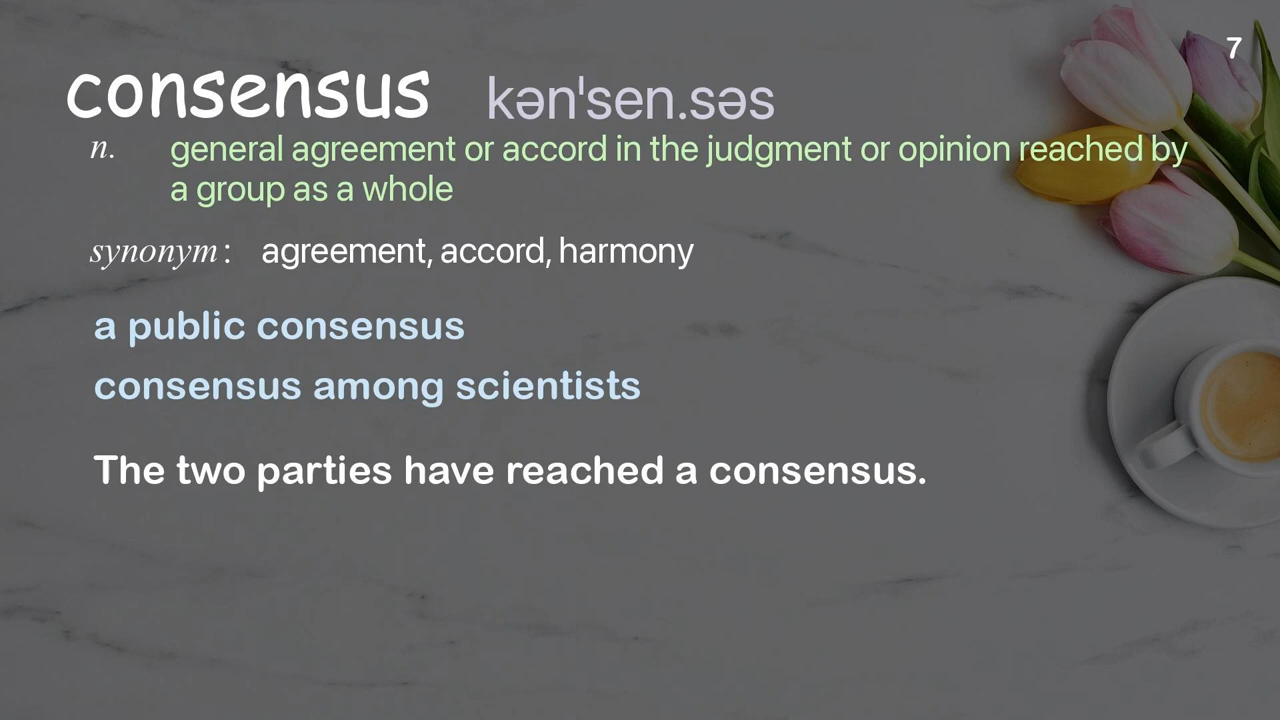 7
consensus kən'sen.səs
n. general agreement or accord in the judgment or opinion reached by
a group as a whole
synonym: agreement, accord, harmony
a public consensus
consensus among scientists
The two parties have reached a consensus.